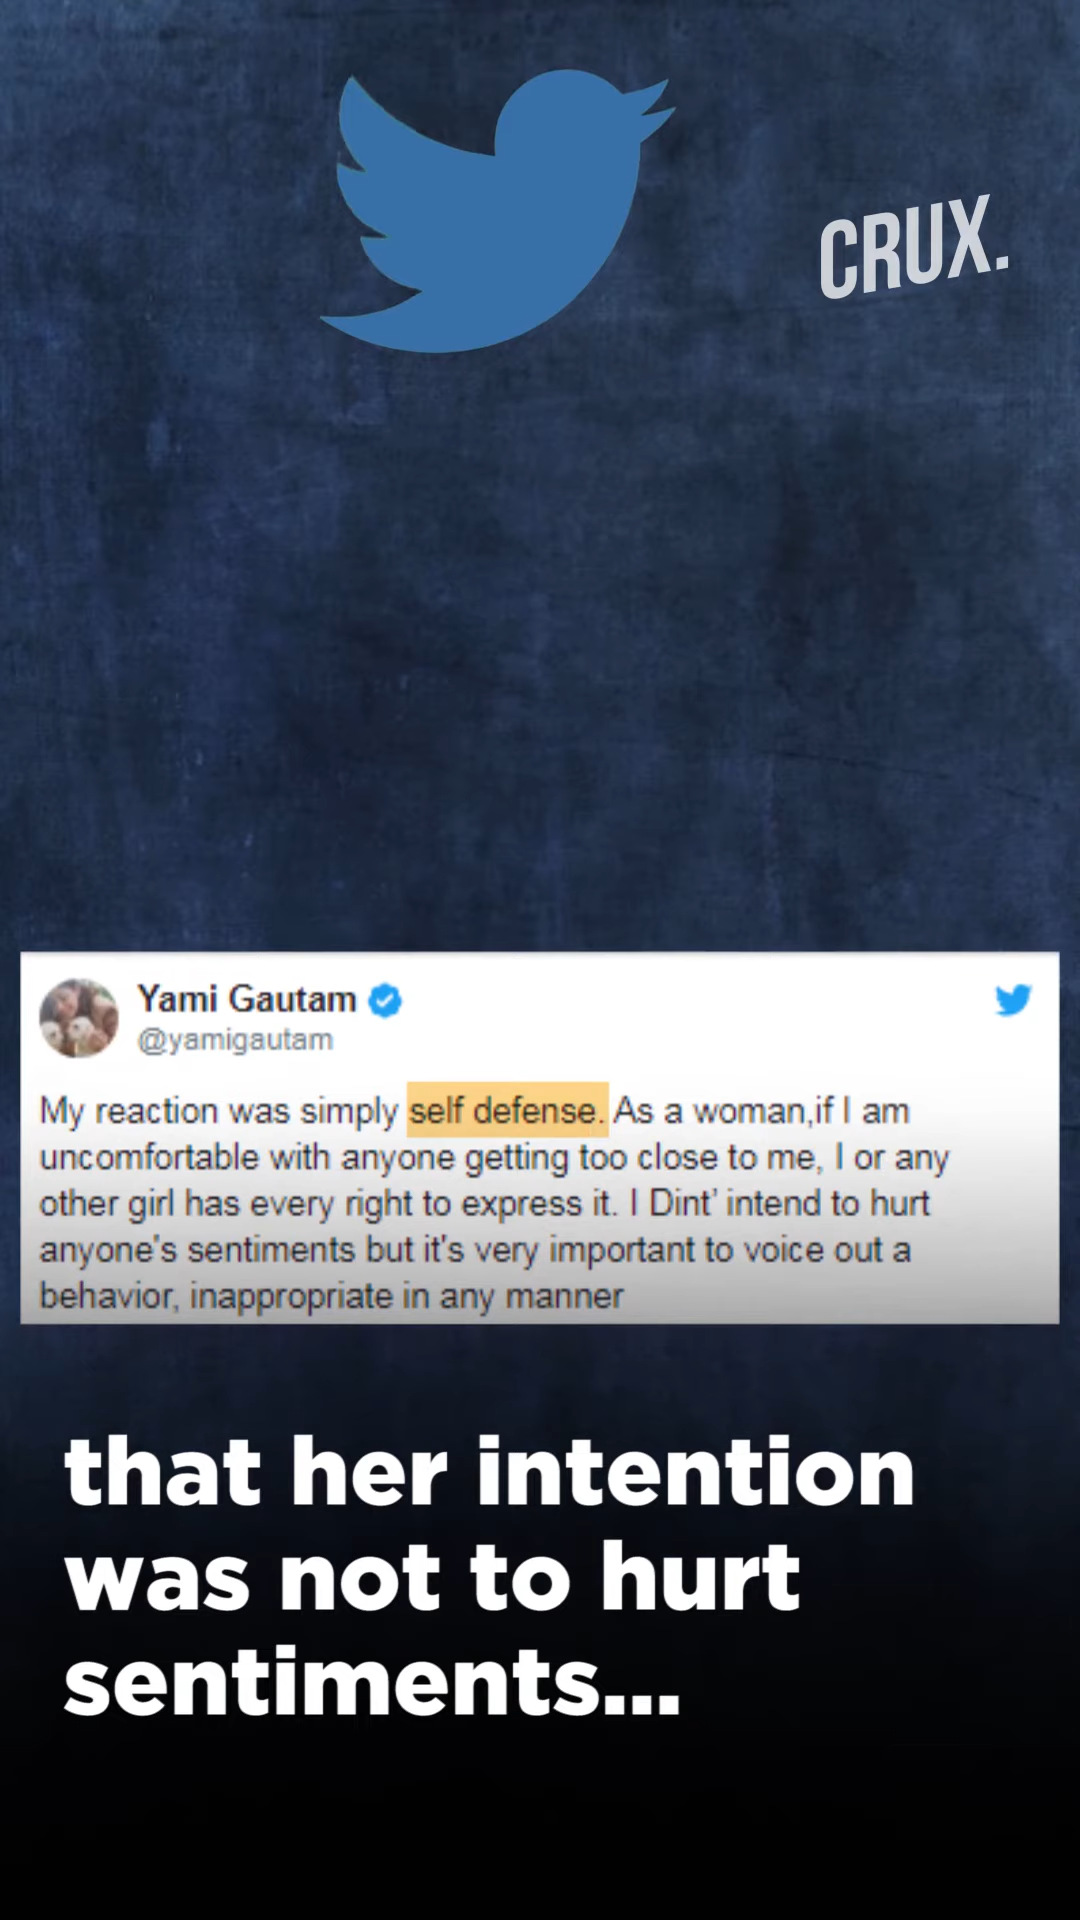 CRUX.
Yami Gautam
@yamigautam
My reaction was simply self defense. As a woman,if I am
uncomfortable with anyone getting too close to me, I or any
other girl has every right to express it. I Dint' intend to hurt
anyone's sentiments but it's very important to voice out a
behavior, inappropriate in any manner
that her intention
was not to hurt
sentiments...